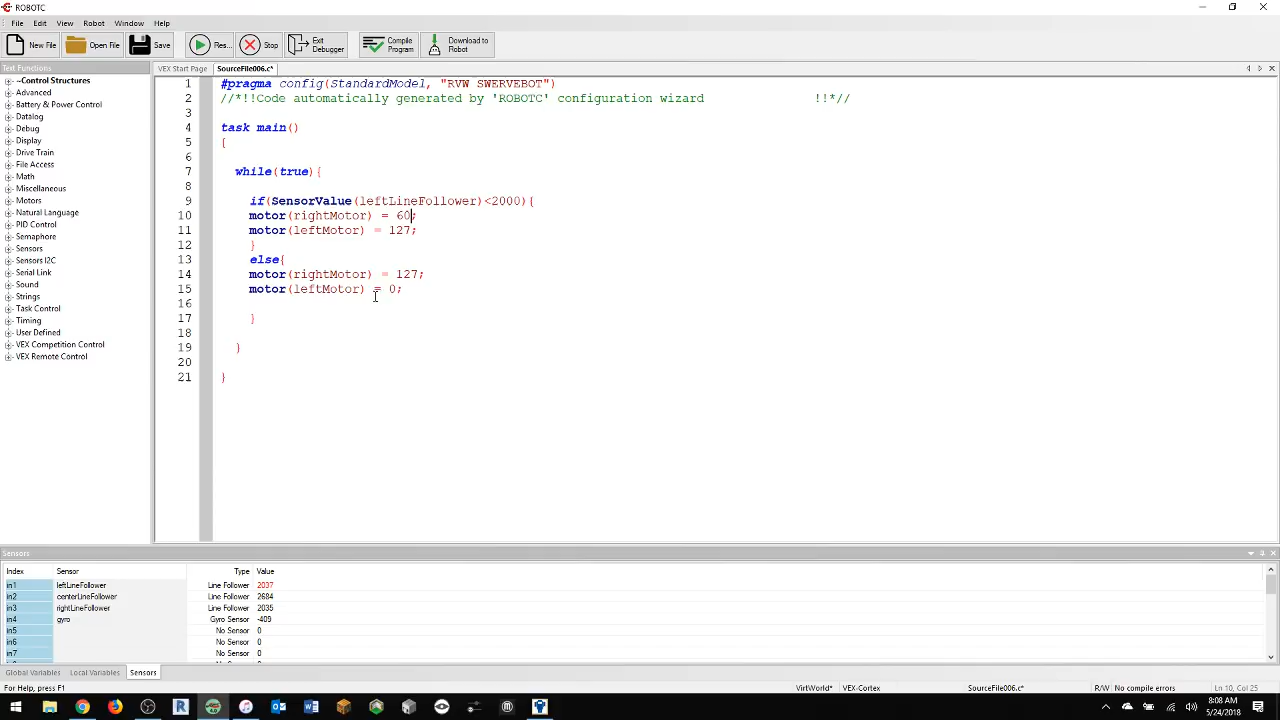 ROBOTC
File Edit View Robot Window Help
New File Open File Save Res... Stop Exit Debugger Compile Program Download to Robot
Text Functions
~Control Structures
Advanced
Battery & Power Control
Datalog
Debug
Display
Drive Train
File Access
Math
Miscellaneous
Motors
Natural Language
PID Control
Semaphore
Sensors
Sensors I2C
Serial Link
Sound
Strings
Task Control
Timing
User Defined
VEX Competition Control
VEX Remote Control
VEX Start Page SourceFile006.c*
1 #pragma config(StandardModel, "RVW SWERVEBOT")
2 //*!!Code automatically generated by 'ROBOTC' configuration wizard !!*//
3
4 task main()
5 {
6
7 while(true){
8
9 if(SensorValue(leftLineFollower)<2000){
10 motor(rightMotor) = 60;
11 motor(leftMotor) = 127;
12 }
13 else{
14 motor(rightMotor) = 127;
15 motor(leftMotor) = 0;
16
17 }
18
19 }
20
21 }
Sensors
Index Sensor Type Value
in1 leftLineFollower Line Follower 2037
in2 centerLineFollower Line Follower 2684
in3 rightLineFollower Line Follower 2035
in4 gyro Gyro Sensor -409
in5 No Sensor 0
in6 No Sensor 0
in7 No Sensor 0
Global Variables Local Variables Sensors
For Help, press F1 VirtWorld* VEX-Cortex SourceFile006.c* R/W No compile errors Ln 10, Col 25
8:08 AM
5/24/2018